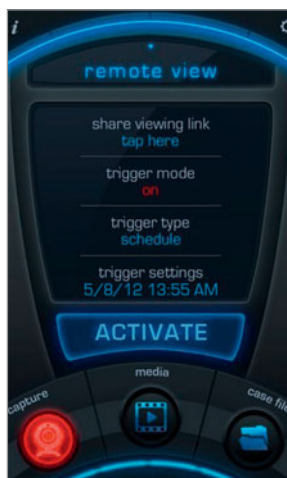 i
remote view
share viewing link
tap here
trigger mode
on
trigger type
schedule
trigger settings
5/8/12 13:55 AM
ACTIVATE
media
capture
case file